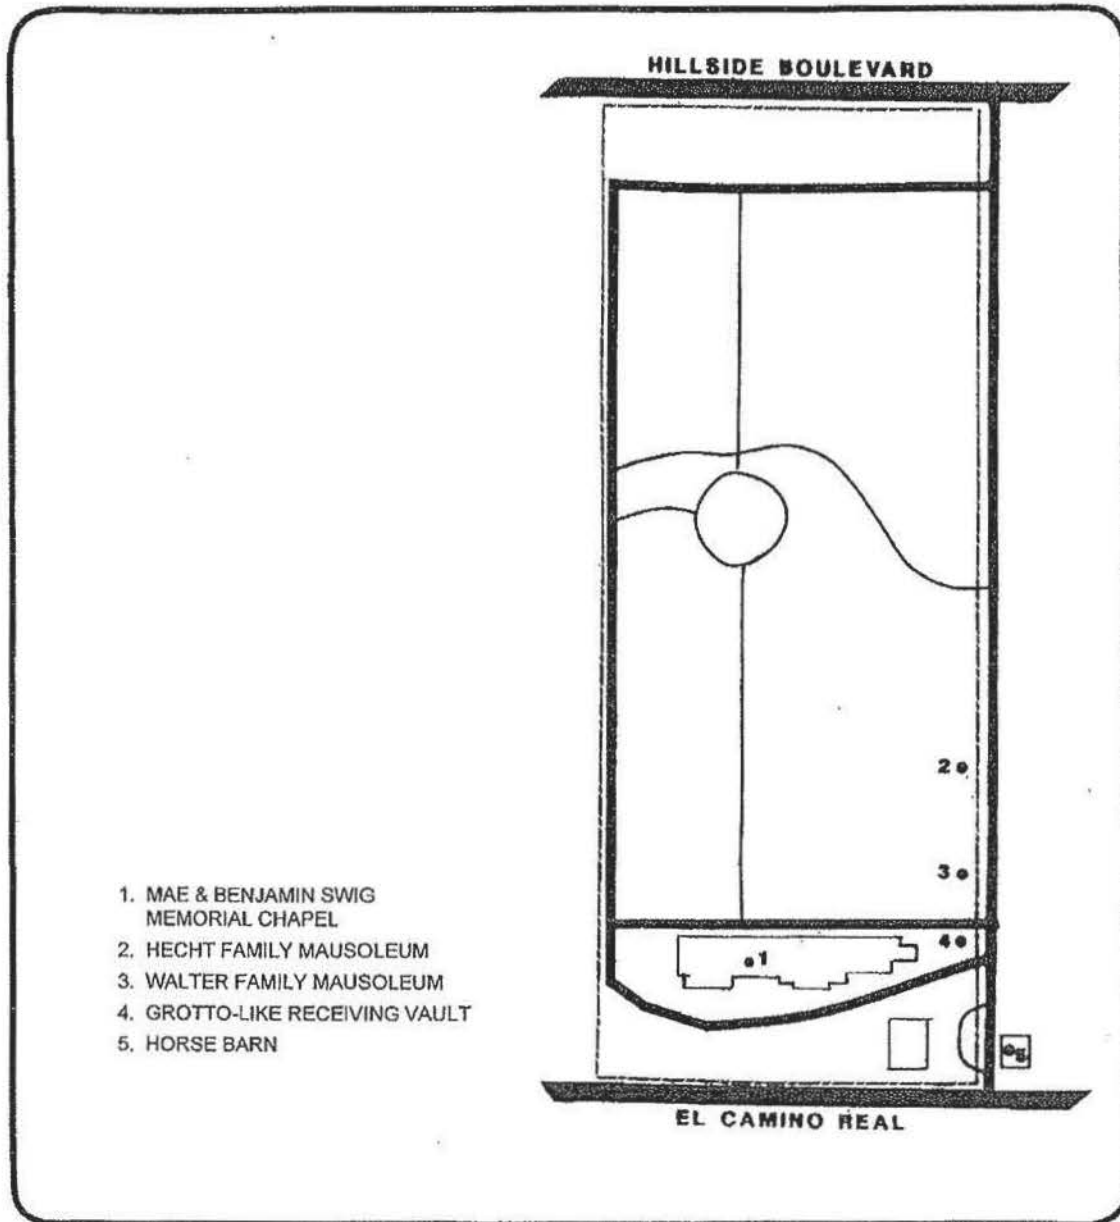 HILLSIDE BOULEVARD
2
3
4
1
5
EL CAMINO REAL
1. MAE & BENJAMIN SWIG
MEMORIAL CHAPEL
2. HECHT FAMILY MAUSOLEUM
3. WALTER FAMILY MAUSOLEUM
4. GROTTO-LIKE RECEIVING VAULT
5. HORSE BARN